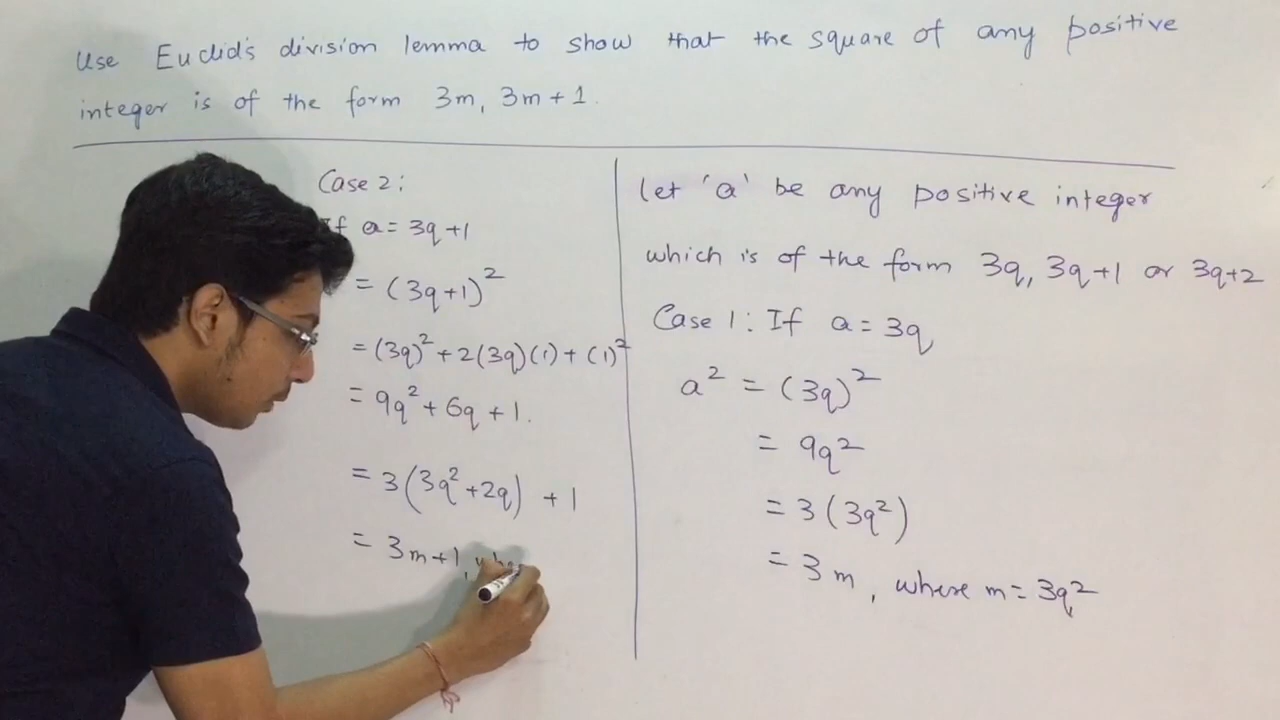 Use Euclid's division lemma to show that the square of any positive
integer is of the form 3m, 3m+1.
Let 'a' be any positive integer
which is of the form 3q, 3q+1 or 3q+2
Case 1: If a = 3q
a² = (3q)²
= 9q²
= 3(3q²)
= 3m, where m = 3q²
Case 2:
If a = 3q+1
= (3q+1)²
= (3q)² + 2(3q)(1) + (1)²
= 9q² + 6q + 1.
= 3(3q² + 2q) + 1
= 3m+1,